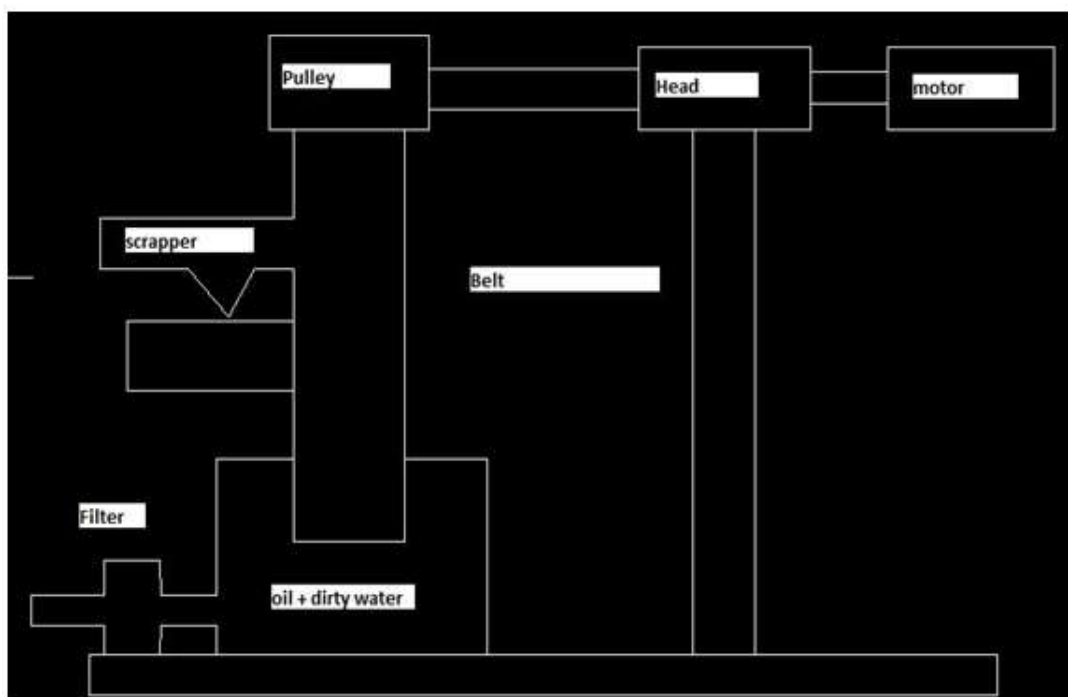 Pulley
Head
motor
scrapper
Belt
Filter
oil + dirty water